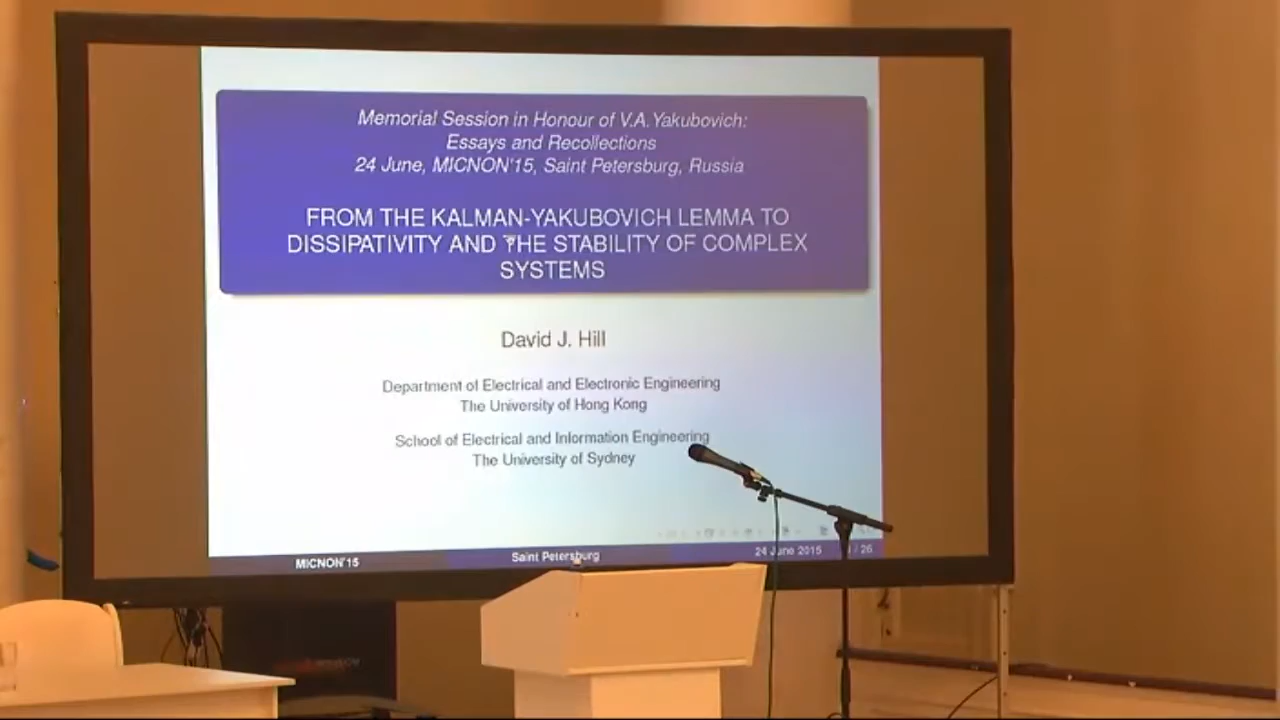 Memorial Session in Honour of V.A.Yakubovich:
Essays and Recollections
24 June, MICNON'15, Saint Petersburg, Russia
FROM THE KALMAN-YAKUBOVICH LEMMA TO
DISSIPATIVITY AND THE STABILITY OF COMPLEX
SYSTEMS
David J. Hill
Department of Electrical and Electronic Engineering
The University of Hong Kong
School of Electrical and Information Engineering
The University of Sydney
MICNON'15 Saint Petersburg 24 June 2015 / 26